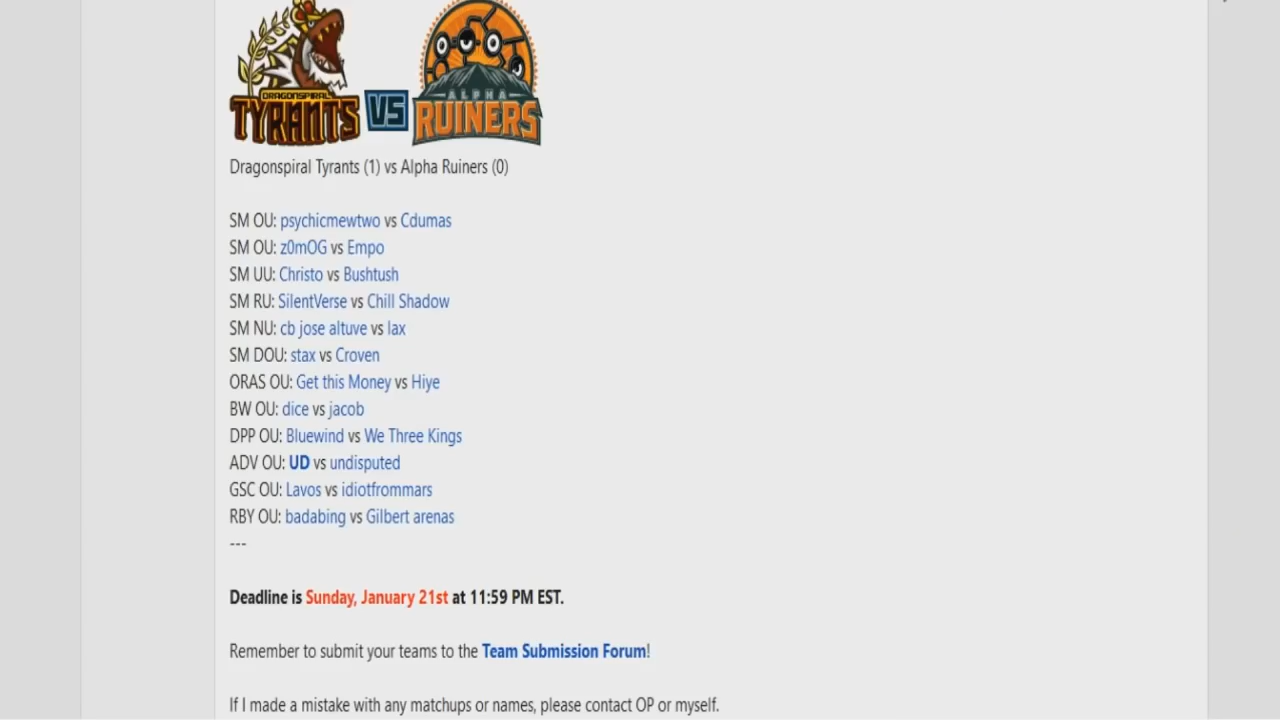 DRAGONSPIRAL
TYRANTS
VS
ALPHA
RUINERS
Dragonspiral Tyrants (1) vs Alpha Ruiners (0)
SM OU: psychicmewtwo vs Cdumas
SM OU: z0mOG vs Empo
SM UU: Christo vs Bushtush
SM RU: SilentVerse vs Chill Shadow
SM NU: cb jose altuve vs lax
SM DOU: stax vs Croven
ORAS OU: Get this Money vs Hiye
BW OU: dice vs jacob
DPP OU: Bluewind vs We Three Kings
ADV OU: UD vs undisputed
GSC OU: Lavos vs idiotfrommars
RBY OU: badabing vs Gilbert arenas
---
Deadline is Sunday, January 21st at 11:59 PM EST.
Remember to submit your teams to the Team Submission Forum!
If I made a mistake with any matchups or names, please contact OP or myself.